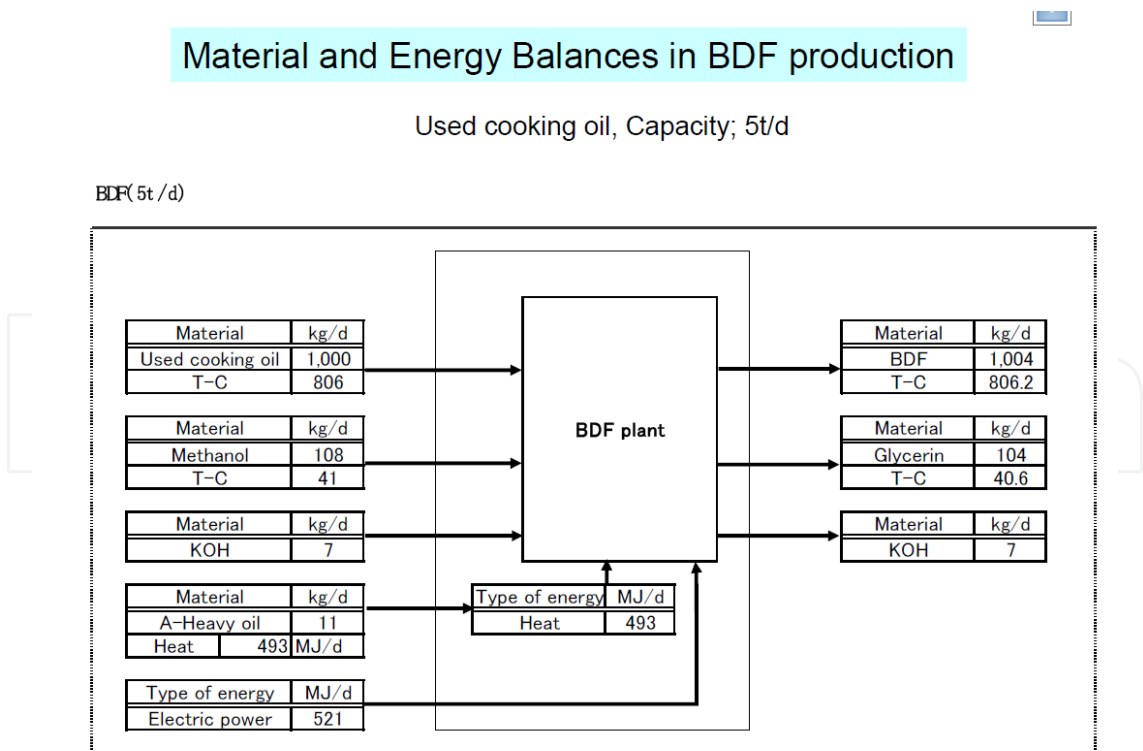 Material and Energy Balances in BDF production
Used cooking oil, Capacity; 5t/d
BDF(5t/d)
Material kg/d
Used cooking oil 1,000
T-C 806
Material kg/d
Methanol 108
T-C 41
Material kg/d
KOH 7
Material kg/d
A-Heavy oil 11
Heat 493 MJ/d
Type of energy MJ/d
Electric power 521
BDF plant
Type of energy MJ/d
Heat 493
Material kg/d
BDF 1,004
T-C 806.2
Material kg/d
Glycerin 104
T-C 40.6
Material kg/d
KOH 7